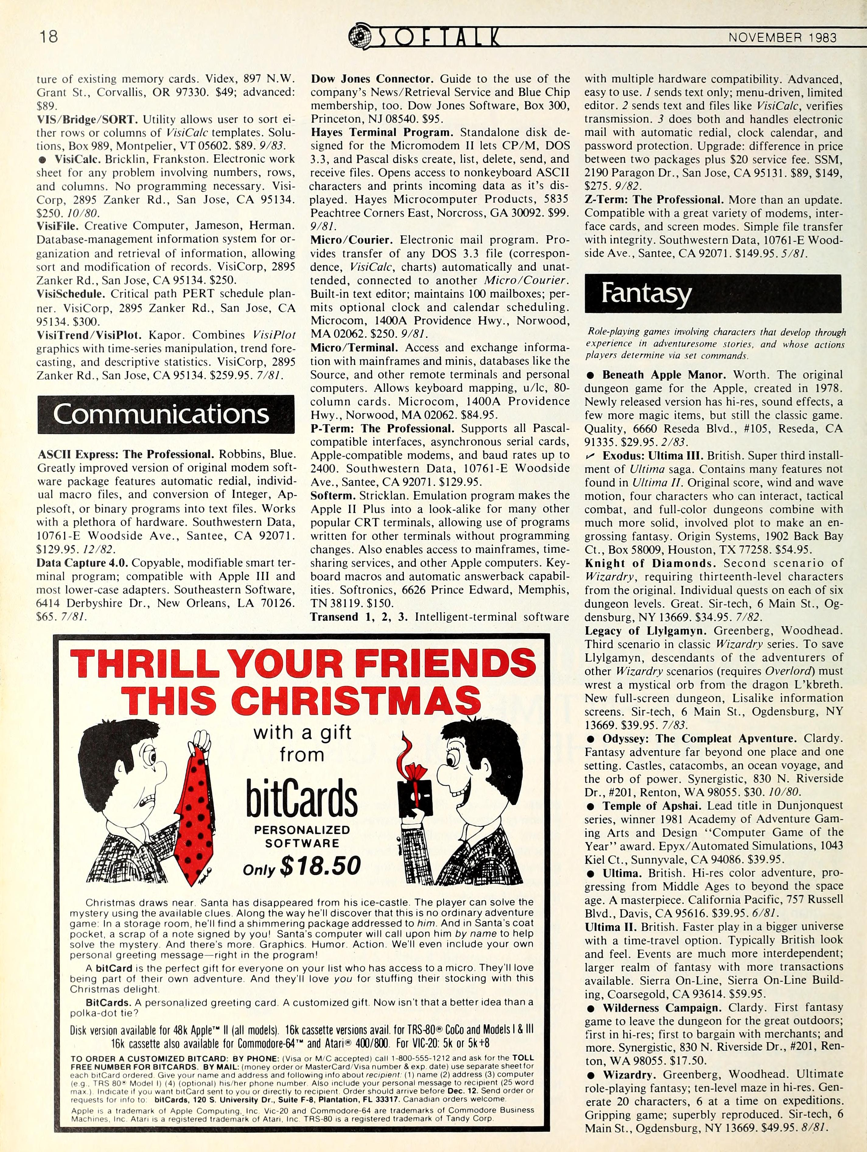 18
SOFTALK
NOVEMBER 1983
ture of existing memory cards. Videx, 897 N.W.
Grant St., Corvallis, OR 97330. $49; advanced:
$89.
VIS/Bridge/SORT. Utility allows user to sort ei-
ther rows or columns of VisiCalc templates. Solu-
tions, Box 989, Montpelier, VT 05602. $89. 9/83.
● VisiCalc. Bricklin, Frankston. Electronic work
sheet for any problem involving numbers, rows,
and columns. No programming necessary. Visi-
Corp, 2895 Zanker Rd., San Jose, CA 95134.
$250. 10/80.
VisiFile. Creative Computer, Jameson, Herman.
Database-management information system for or-
ganization and retrieval of information, allowing
sort and modification of records. VisiCorp, 2895
Zanker Rd., San Jose, CA 95134. $250.
VisiSchedule. Critical path PERT schedule plan-
ner. VisiCorp, 2895 Zanker Rd., San Jose, CA
95134. $300.
VisiTrend/VisiPlot. Kapor. Combines VisiPlot
graphics with time-series manipulation, trend fore-
casting, and descriptive statistics. VisiCorp, 2895
Zanker Rd., San Jose, CA 95134. $259.95. 7/81.
Communications
ASCII Express: The Professional. Robbins, Blue.
Greatly improved version of original modem soft-
ware package features automatic redial, individ-
ual macro files, and conversion of Integer, Ap-
plesoft, or binary programs into text files. Works
with a plethora of hardware. Southwestern Data,
10761-E Woodside Ave., Santee, CA 92071.
$129.95. 12/82.
Data Capture 4.0. Copyable, modifiable smart ter-
minal program; compatible with Apple III and
most lower-case adapters. Southeastern Software,
6414 Derbyshire Dr., New Orleans, LA 70126.
$65. 7/81.
Dow Jones Connector. Guide to the use of the
company's News/Retrieval Service and Blue Chip
membership, too. Dow Jones Software, Box 300,
Princeton, NJ 08540. $95.
Hayes Terminal Program. Standalone disk de-
signed for the Micromodem II lets CP/M, DOS
3.3, and Pascal disks create, list, delete, send, and
receive files. Opens access to nonkeyboard ASCII
characters and prints incoming data as it's dis-
played. Hayes Microcomputer Products, 5835
Peachtree Corners East, Norcross, GA 30092. $99.
9/81.
Micro/Courier. Electronic mail program. Pro-
vides transfer of any DOS 3.3 file (correspon-
dence, VisiCalc, charts) automatically and unat-
tended, connected to another Micro/Courier.
Built-in text editor; maintains 100 mailboxes; per-
mits optional clock and calendar scheduling.
Microcom, 1400A Providence Hwy., Norwood,
MA 02062. $250. 9/81.
Micro/Terminal. Access and exchange informa-
tion with mainframes and minis, databases like the
Source, and other remote terminals and personal
computers. Allows keyboard mapping, u/lc, 80-
column cards. Microcom, 1400A Providence
Hwy., Norwood, MA 02062. $84.95.
P-Term: The Professional. Supports all Pascal-
compatible interfaces, asynchronous serial cards,
Apple-compatible modems, and baud rates up to
2400. Southwestern Data, 10761-E Woodside
Ave., Santee, CA 92071. $129.95.
Softerm. Stricklan. Emulation program makes the
Apple II Plus into a look-alike for many other
popular CRT terminals, allowing use of programs
written for other terminals without programming
changes. Also enables access to mainframes, time-
sharing services, and other Apple computers. Key-
board macros and automatic answerback capabil-
ities. Softronics, 6626 Prince Edward, Memphis,
TN 38119. $150.
Transend 1, 2, 3. Intelligent-terminal software
with multiple hardware compatibility. Advanced,
easy to use. 1 sends text only; menu-driven, limited
editor. 2 sends text and files like VisiCalc, verifies
transmission. 3 does both and handles electronic
mail with automatic redial, clock calendar, and
password protection. Upgrade: difference in price
between two packages plus $20 service fee. SSM,
2190 Paragon Dr., San Jose, CA 95131. $89, $149,
$275. 9/82.
Z-Term: The Professional. More than an update.
Compatible with a great variety of modems, inter-
face cards, and screen modes. Simple file transfer
with integrity. Southwestern Data, 10761-E Wood-
side Ave., Santee, CA 92071. $149.95. 5/81.
Fantasy
Role-playing games involving characters that develop through
experience in adventuresome stories, and whose actions
players determine via set commands.
● Beneath Apple Manor. Worth. The original
dungeon game for the Apple, created in 1978.
Newly released version has hi-res, sound effects, a
few more magic items, but still the classic game.
Quality, 6660 Reseda Blvd., #105, Reseda, CA
91335. $29.95. 2/83.
✓ Exodus: Ultima III. British. Super third install-
ment of Ultima saga. Contains many features not
found in Ultima II. Original score, wind and wave
motion, four characters who can interact, tactical
combat, and full-color dungeons combine with
much more solid, involved plot to make an en-
grossing fantasy. Origin Systems, 1902 Back Bay
Ct., Box 58009, Houston, TX 77258. $54.95.
Knight of Diamonds. Second scenario of
Wizardry, requiring thirteenth-level characters
from the original. Individual quests on each of six
dungeon levels. Great. Sir-tech, 6 Main St., Og-
densburg, NY 13669. $34.95. 7/82.
Legacy of Llylgamyn. Greenberg, Woodhead.
Third scenario in classic Wizardry series. To save
Llylgamyn, descendants of the adventurers of
other Wizardry scenarios (requires Overlord) must
wrest a mystical orb from the dragon L'kbreth.
New full-screen dungeon, Lisalike information
screens. Sir-tech, 6 Main St., Ogdensburg, NY
13669. $39.95. 7/83.
● Odyssey: The Compleat Apventure. Clardy.
Fantasy adventure far beyond one place and one
setting. Castles, catacombs, an ocean voyage, and
the orb of power. Synergistic, 830 N. Riverside
Dr., #201, Renton, WA 98055. $30. 10/80.
● Temple of Apshai. Lead title in Dunjonquest
series, winner 1981 Academy of Adventure Gam-
ing Arts and Design "Computer Game of the
Year" award. Epyx/Automated Simulations, 1043
Kiel Ct., Sunnyvale, CA 94086. $39.95.
● Ultima. British. Hi-res color adventure, pro-
gressing from Middle Ages to beyond the space
age. A masterpiece. California Pacific, 757 Russell
Blvd., Davis, CA 95616. $39.95. 6/81.
Ultima II. British. Faster play in a bigger universe
with a time-travel option. Typically British look
and feel. Events are much more interdependent;
larger realm of fantasy with more transactions
available. Sierra On-Line, Sierra On-Line Build-
ing, Coarsegold, CA 93614. $59.95.
● Wilderness Campaign. Clardy. First fantasy
game to leave the dungeon for the great outdoors;
first in hi-res; first to bargain with merchants; and
more. Synergistic, 830 N. Riverside Dr., #201, Ren-
ton, WA 98055. $17.50.
● Wizardry. Greenberg, Woodhead. Ultimate
role-playing fantasy; ten-level maze in hi-res. Gen-
erate 20 characters, 6 at a time on expeditions.
Gripping game; superbly reproduced. Sir-tech, 6
Main St., Ogdensburg, NY 13669. $49.95. 8/81.
THRILL YOUR FRIENDS
THIS CHRISTMAS
with a gift
from
bitCards
PERSONALIZED
SOFTWARE
Only $18.50
Christmas draws near. Santa has disappeared from his ice-castle. The player can solve the
mystery using the available clues. Along the way he'll discover that this is no ordinary adventure
game: In a storage room, he'll find a shimmering package addressed to him. And in Santa's coat
pocket, a scrap of a note signed by you! Santa's computer will call upon him by name to help
solve the mystery. And there's more. Graphics. Humor. Action. We'll even include your own
personal greeting message—right in the program!
A bitCard is the perfect gift for everyone on your list who has access to a micro. They'll love
being part of their own adventure. And they'll love you for stuffing their stocking with this
Christmas delight.
BitCards. A personalized greeting card. A customized gift. Now isn't that a better idea than a
polka-dot tie?
Disk version available for 48k Apple™ II (all models). 16k cassette versions avail. for TRS-80® CoCo and Models I & III
16k cassette also available for Commodore-64™ and Atari® 400/800. For VIC-20: 5k or 5k+8
TO ORDER A CUSTOMIZED BITCARD: BY PHONE: (Visa or M/C accepted) call 1-800-555-1212 and ask for the TOLL
FREE NUMBER FOR BITCARDS. BY MAIL: (money order or MasterCard/Visa number & exp. date) use separate sheet for
each bitCard ordered. Give your name and address and following info about recipient: (1) name (2) address (3) computer
(e.g., TRS 80® Model I) (4) (optional) his/her phone number. Also include your personal message to recipient (25 word
max.). Indicate if you want bitCard sent to you or directly to recipient. Order should arrive before Dec. 12. Send order or
requests for info to: bitCards, 120 S. University Dr., Suite F-8, Plantation, FL 33317. Canadian orders welcome.
Apple is a trademark of Apple Computing, Inc. Vic-20 and Commodore-64 are trademarks of Commodore Business
Machines, Inc. Atari is a registered trademark of Atari, Inc. TRS-80 is a registered trademark of Tandy Corp.